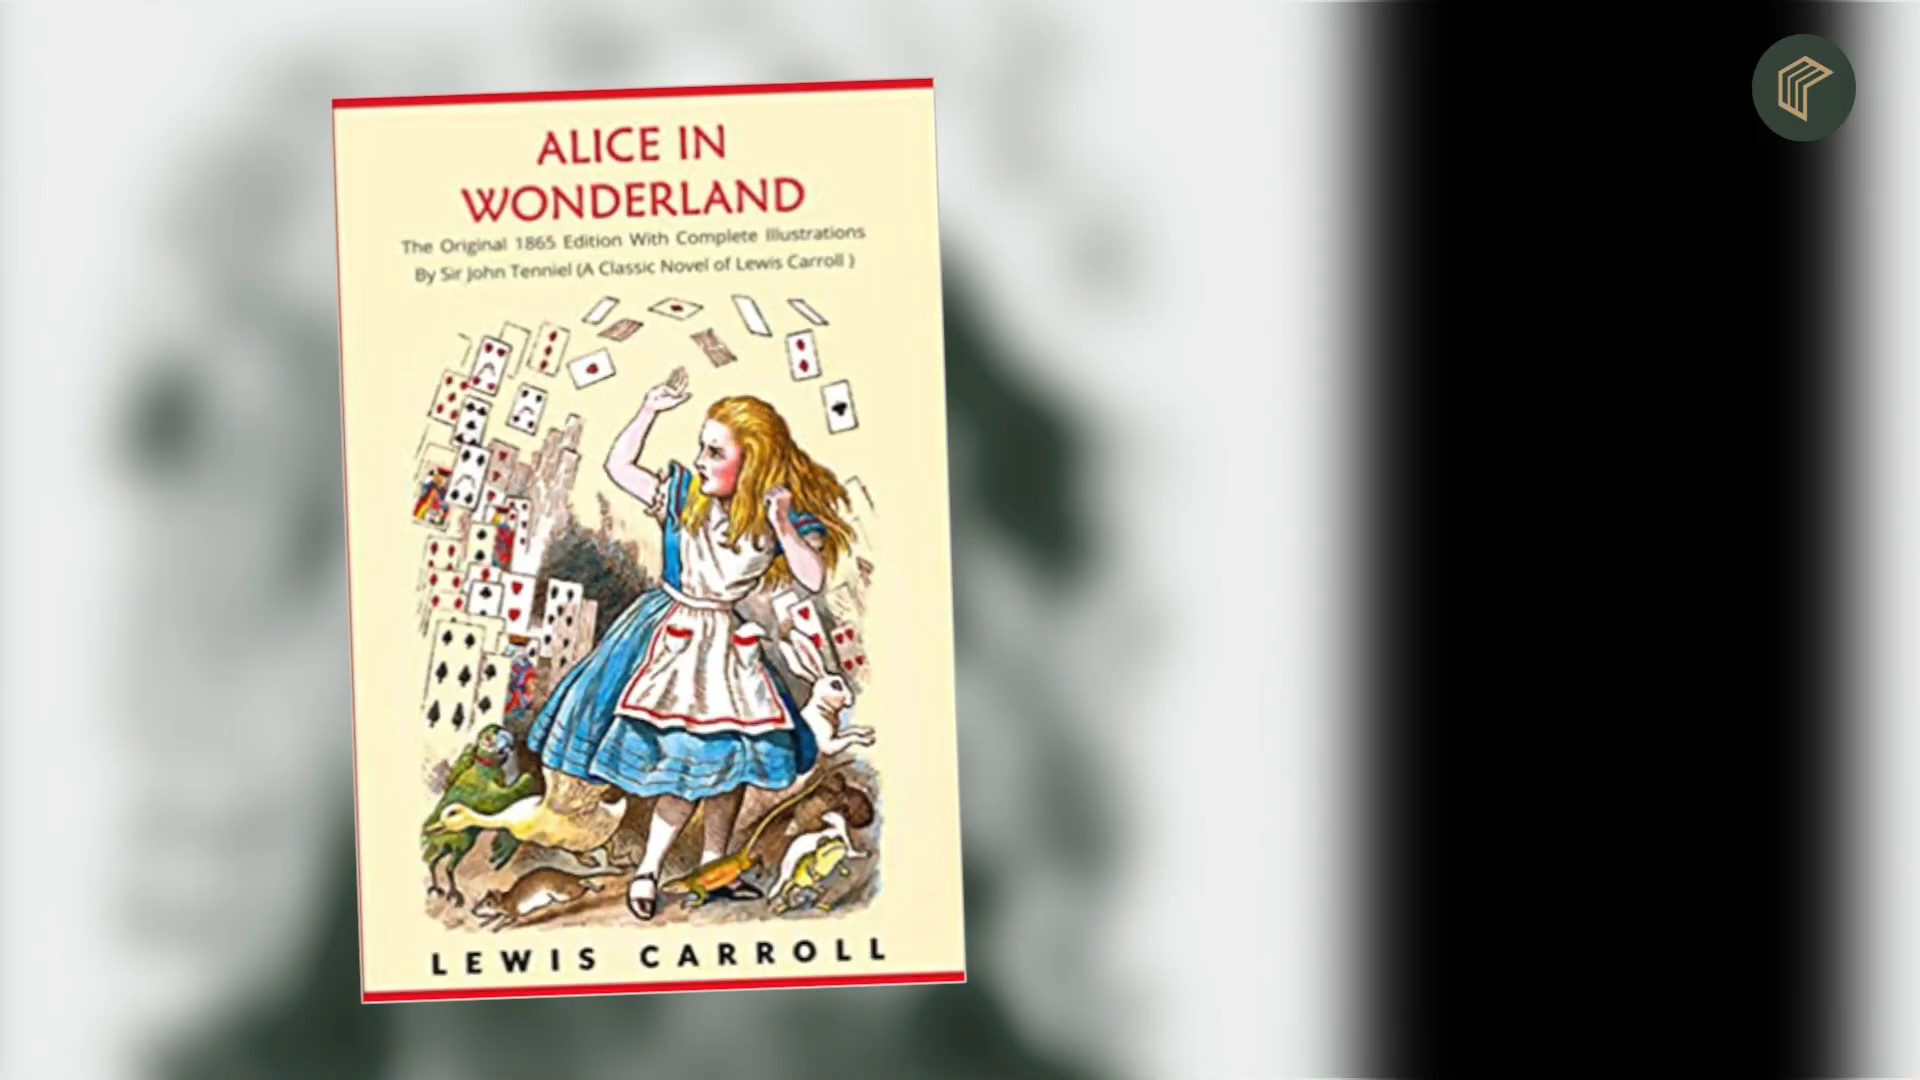 ALICE IN
WONDERLAND
The Original 1865 Edition With Complete Illustrations
By Sir John Tenniel (A Classic Novel of Lewis Carroll )
LEWIS CARROLL